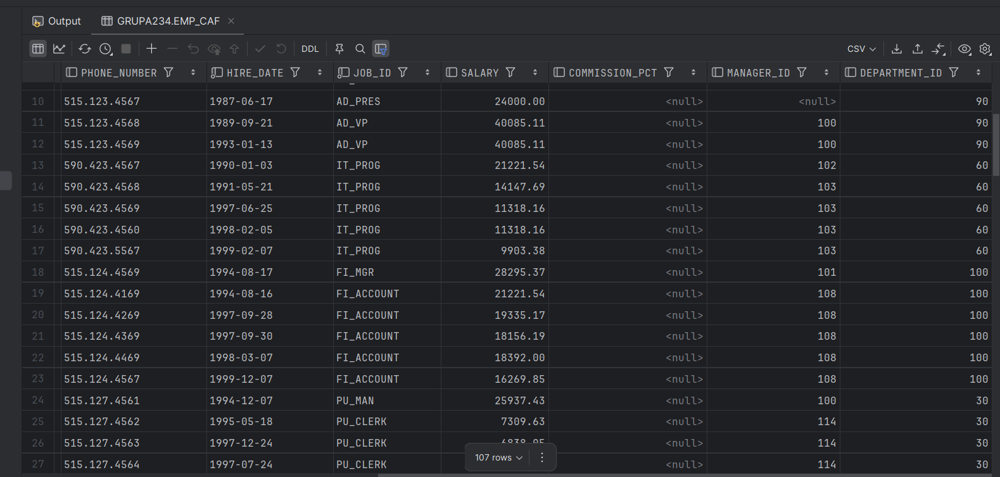 Output GRUPA234.EMP_CAF
DDL CSV
PHONE_NUMBER HIRE_DATE JOB_ID SALARY COMMISSION_PCT MANAGER_ID DEPARTMENT_ID
10 515.123.4567 1987-06-17 AD_PRES 24000.00 <null> <null> 90
11 515.123.4568 1989-09-21 AD_VP 40085.11 <null> 100 90
12 515.123.4569 1993-01-13 AD_VP 40085.11 <null> 100 90
13 590.423.4567 1990-01-03 IT_PROG 21221.54 <null> 102 60
14 590.423.4568 1991-05-21 IT_PROG 14147.69 <null> 103 60
15 590.423.4569 1997-06-25 IT_PROG 11318.16 <null> 103 60
16 590.423.4560 1998-02-05 IT_PROG 11318.16 <null> 103 60
17 590.423.5567 1999-02-07 IT_PROG 9903.38 <null> 103 60
18 515.124.4569 1994-08-17 FI_MGR 28295.37 <null> 101 100
19 515.124.4169 1994-08-16 FI_ACCOUNT 21221.54 <null> 108 100
20 515.124.4269 1997-09-28 FI_ACCOUNT 19335.17 <null> 108 100
21 515.124.4369 1997-09-30 FI_ACCOUNT 18156.19 <null> 108 100
22 515.124.4469 1998-03-07 FI_ACCOUNT 18392.00 <null> 108 100
23 515.124.4567 1999-12-07 FI_ACCOUNT 16269.85 <null> 108 100
24 515.127.4561 1994-12-07 PU_MAN 25937.43 <null> 100 30
25 515.127.4562 1995-05-18 PU_CLERK 7309.63 <null> 114 30
26 515.127.4563 1997-12-24 PU_CLERK 6838.05 <null> 114 30
27 515.127.4564 1997-07-24 PU_CLERK <null> 114 30
107 rows